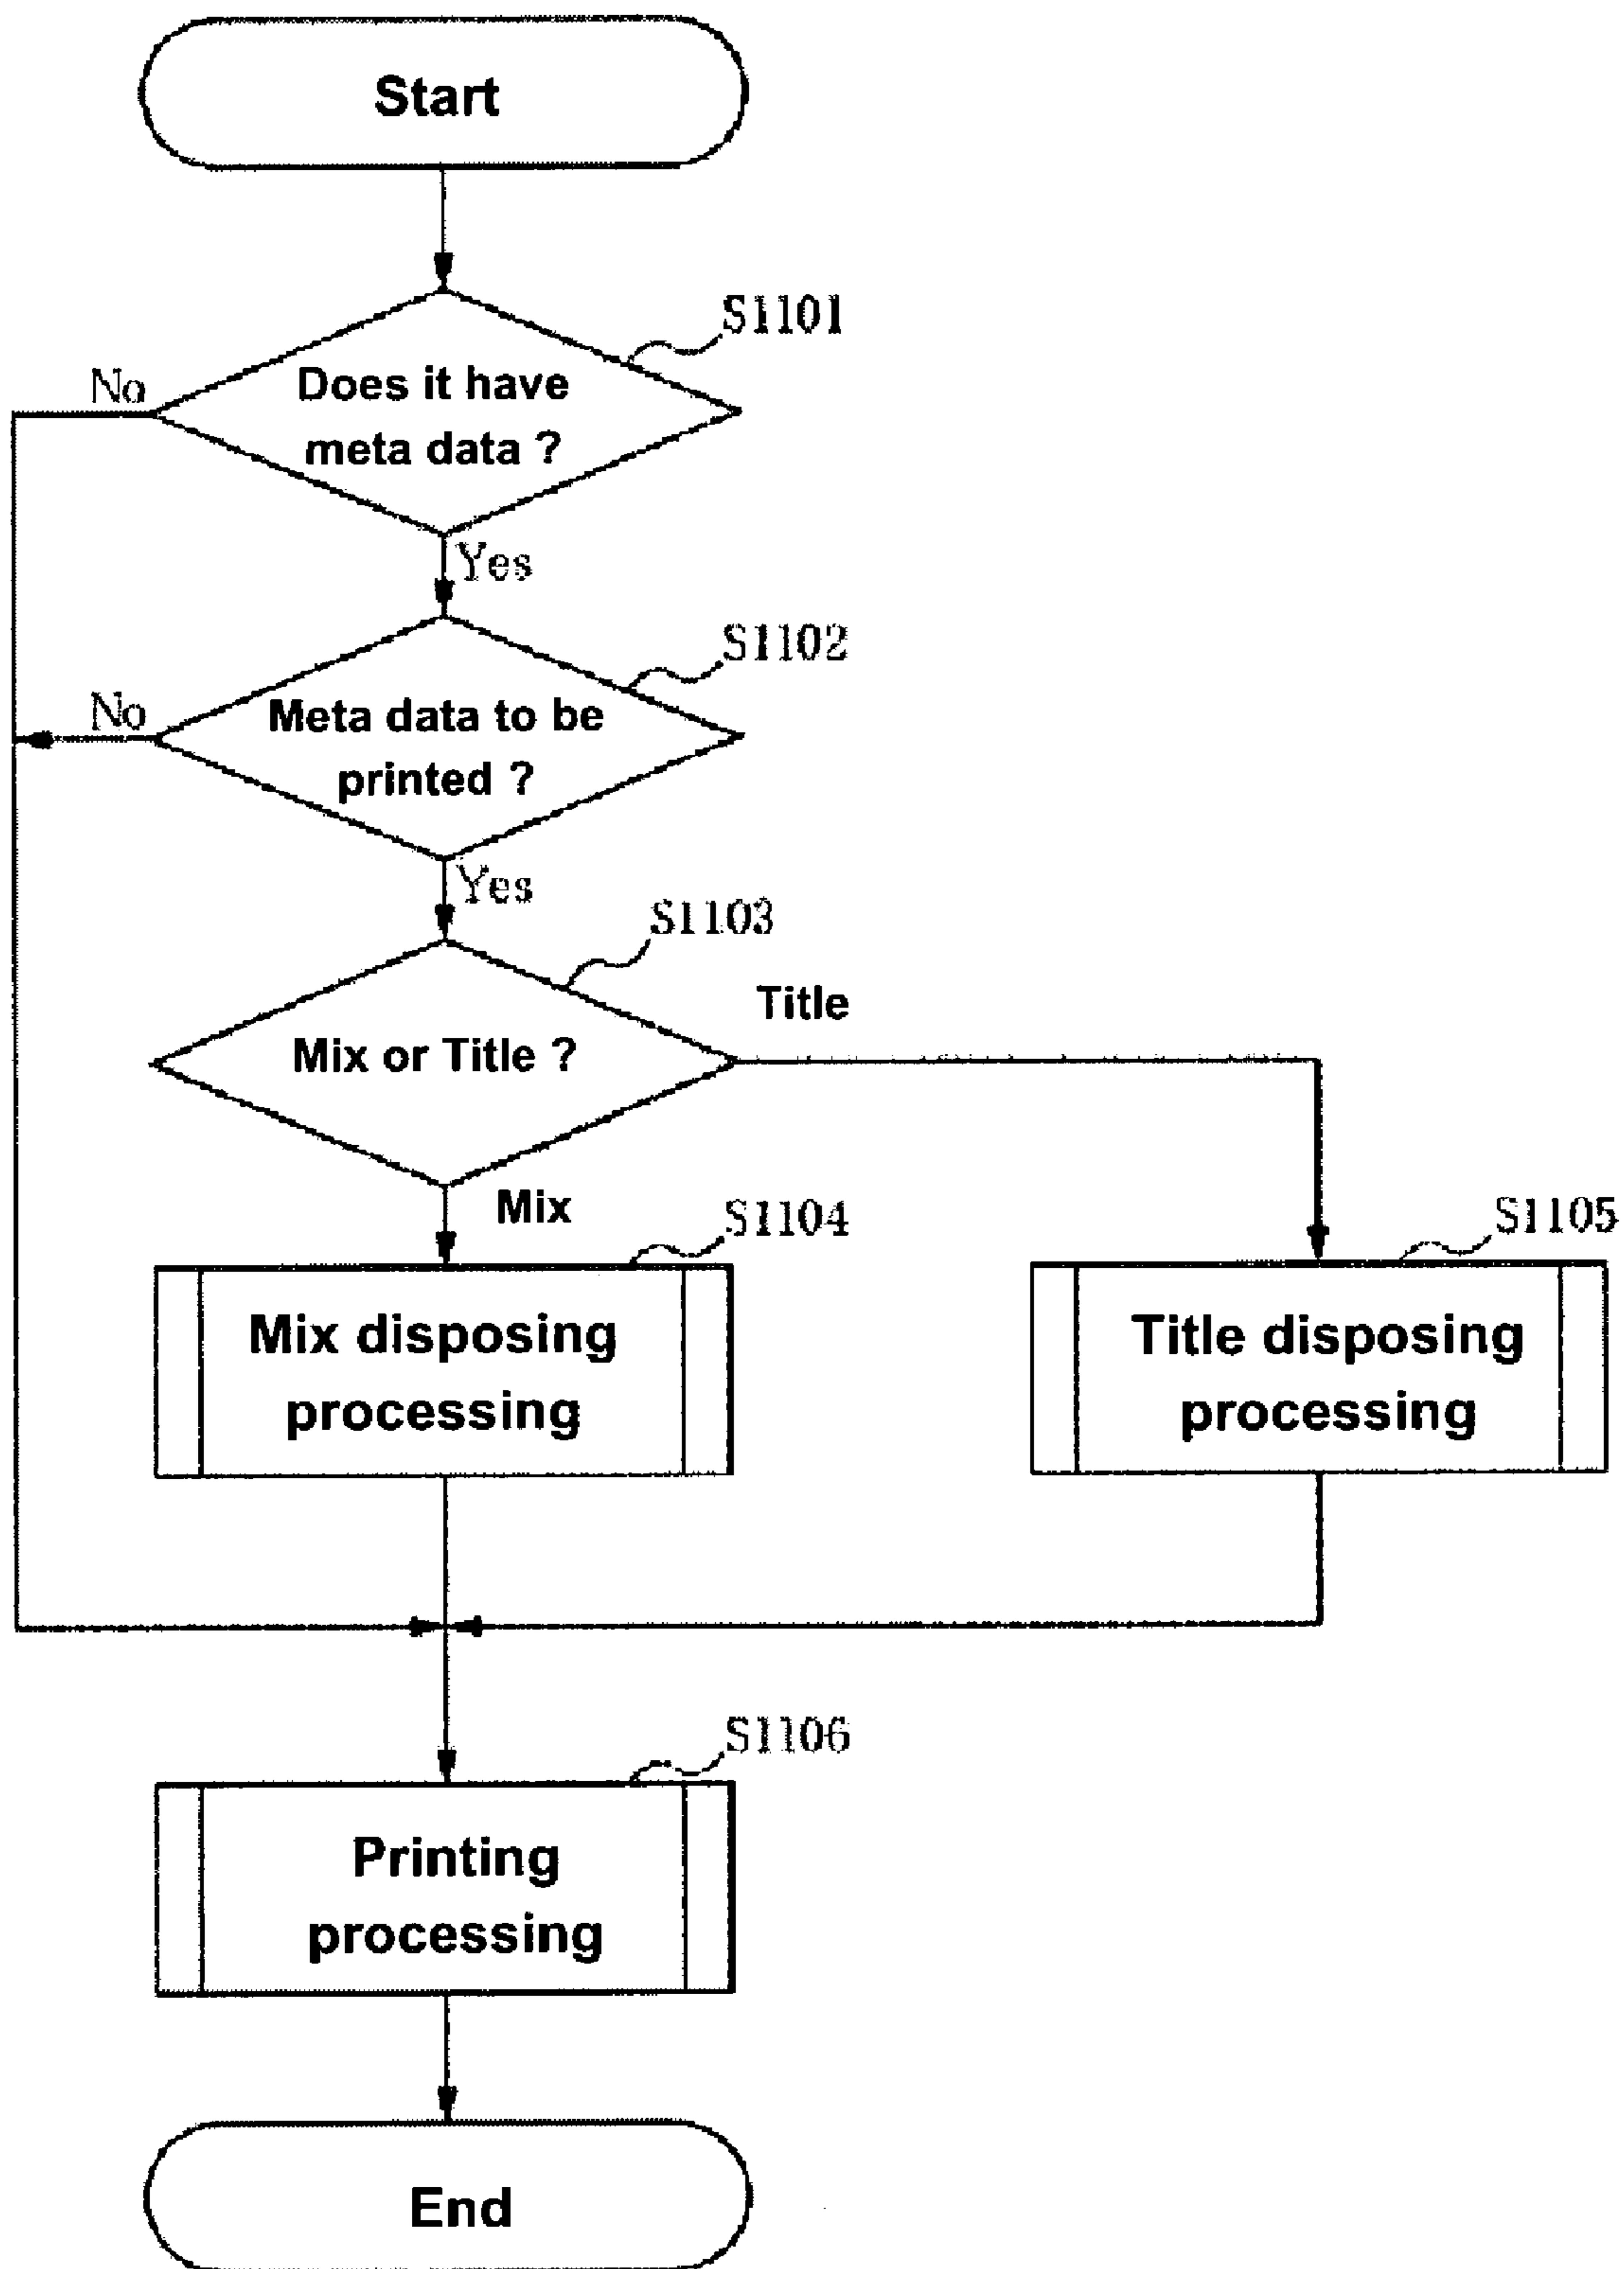 Start
S1101
No
Does it have
meta data ?
Yes
S1102
No
Meta data to be
printed ?
Yes
S1103
Title
Mix or Title ?
Mix
S1104
S1105
Mix disposing
processing
Title disposing
processing
S1106
Printing
processing
End